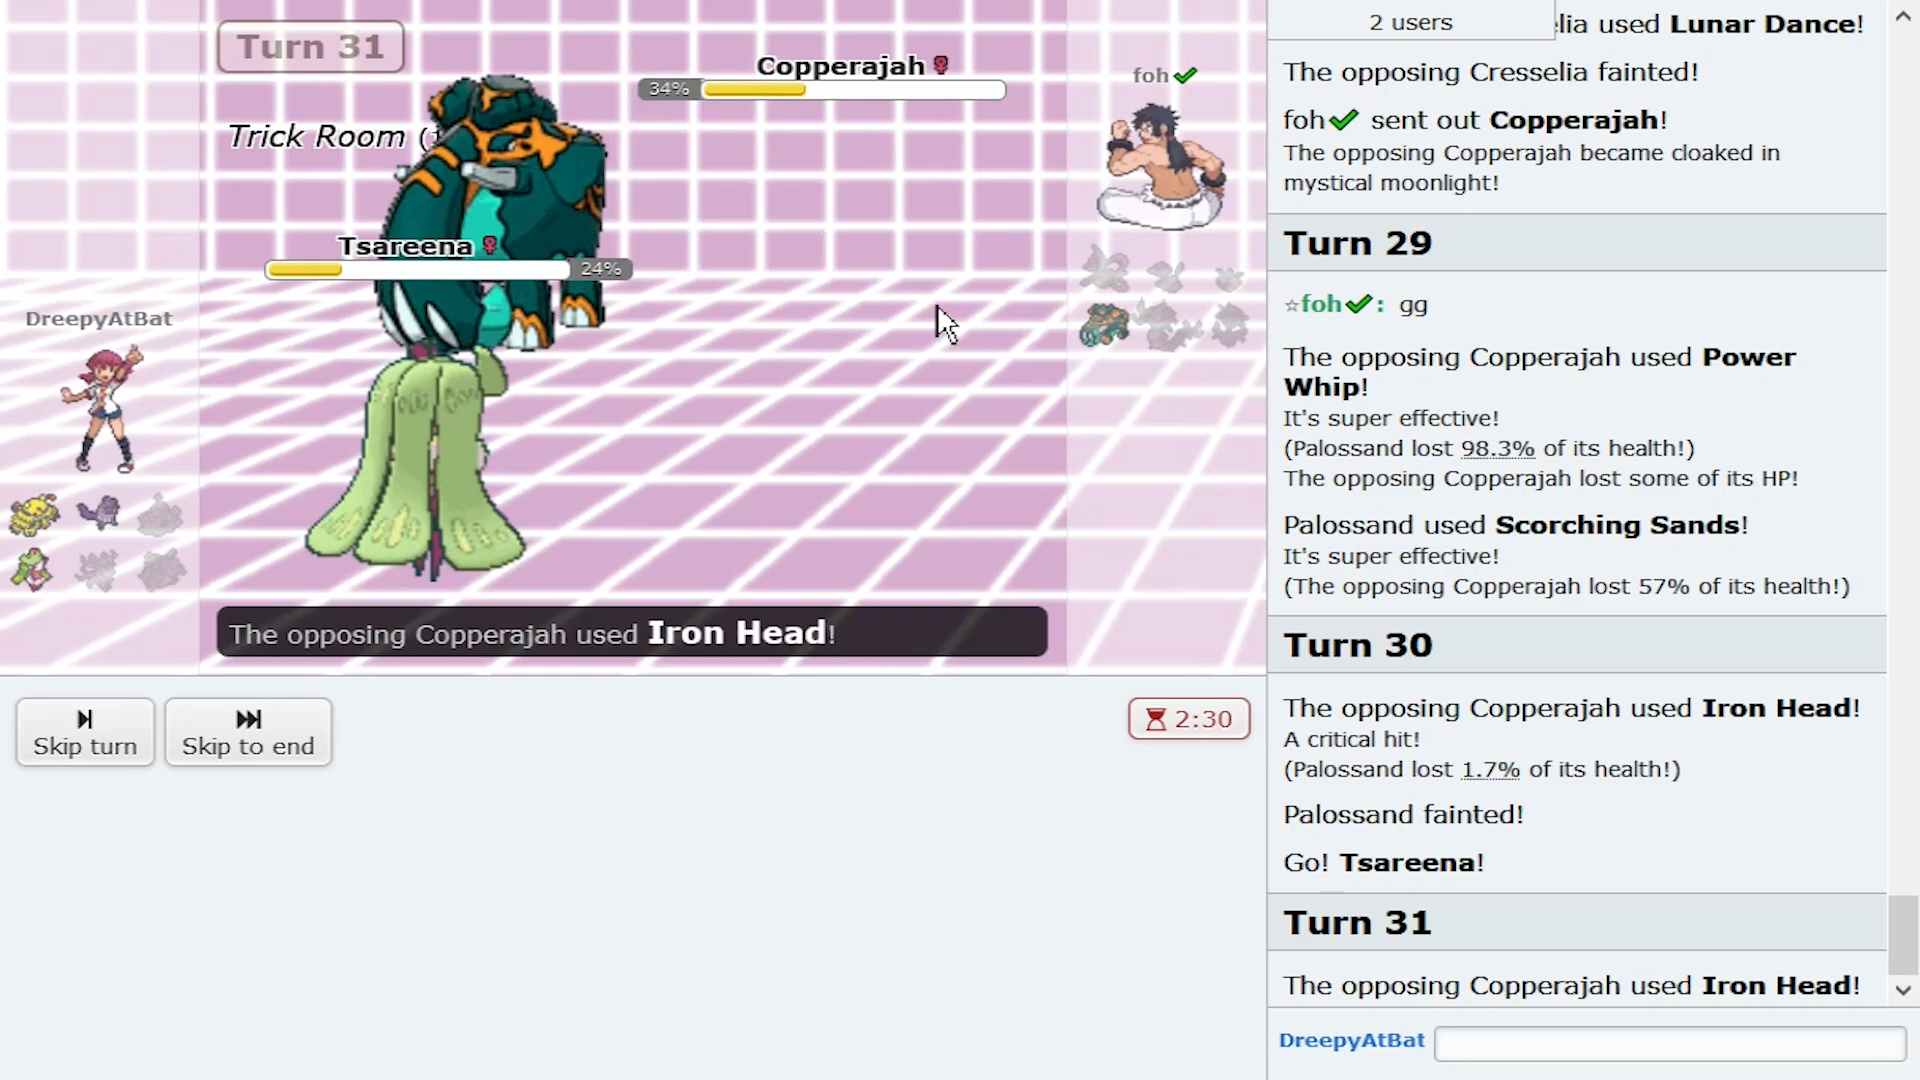 Turn 31
Copperajah
34%
foh
Trick Room (
Tsareena
24%
DreepyAtBat
The opposing Copperajah used Iron Head!
Skip turn
Skip to end
2:30
2 users
lia used Lunar Dance!
The opposing Cresselia fainted!
foh✔ sent out Copperajah!
The opposing Copperajah became cloaked in
mystical moonlight!
Turn 29
☆foh✔: gg
The opposing Copperajah used Power
Whip!
It's super effective!
(Palossand lost 98.3% of its health!)
The opposing Copperajah lost some of its HP!
Palossand used Scorching Sands!
It's super effective!
(The opposing Copperajah lost 57% of its health!)
Turn 30
The opposing Copperajah used Iron Head!
A critical hit!
(Palossand lost 1.7% of its health!)
Palossand fainted!
Go! Tsareena!
Turn 31
The opposing Copperajah used Iron Head!
DreepyAtBat